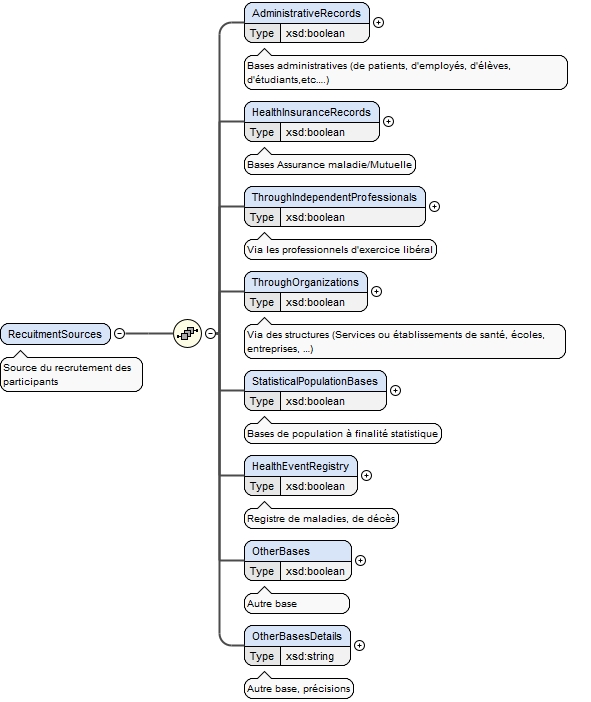 AdministrativeRecords
Type xsd:boolean
Bases administratives (de patients, d'employés, d'élèves,
d'étudiants,etc....)
HealthInsuranceRecords
Type xsd:boolean
Bases Assurance maladie/Mutuelle
ThroughIndependentProfessionals
Type xsd:boolean
Via les professionnels d'exercice libéral
ThroughOrganizations
Type xsd:boolean
Via des structures (Services ou établissements de santé, écoles,
entreprises, ...)
RecuitmentSources
Source du recrutement des
participants
StatisticalPopulationBases
Type xsd:boolean
Bases de population à finalité statistique
HealthEventRegistry
Type xsd:boolean
Registre de maladies, de décès
OtherBases
Type xsd:boolean
Autre base
OtherBasesDetails
Type xsd:string
Autre base, précisions